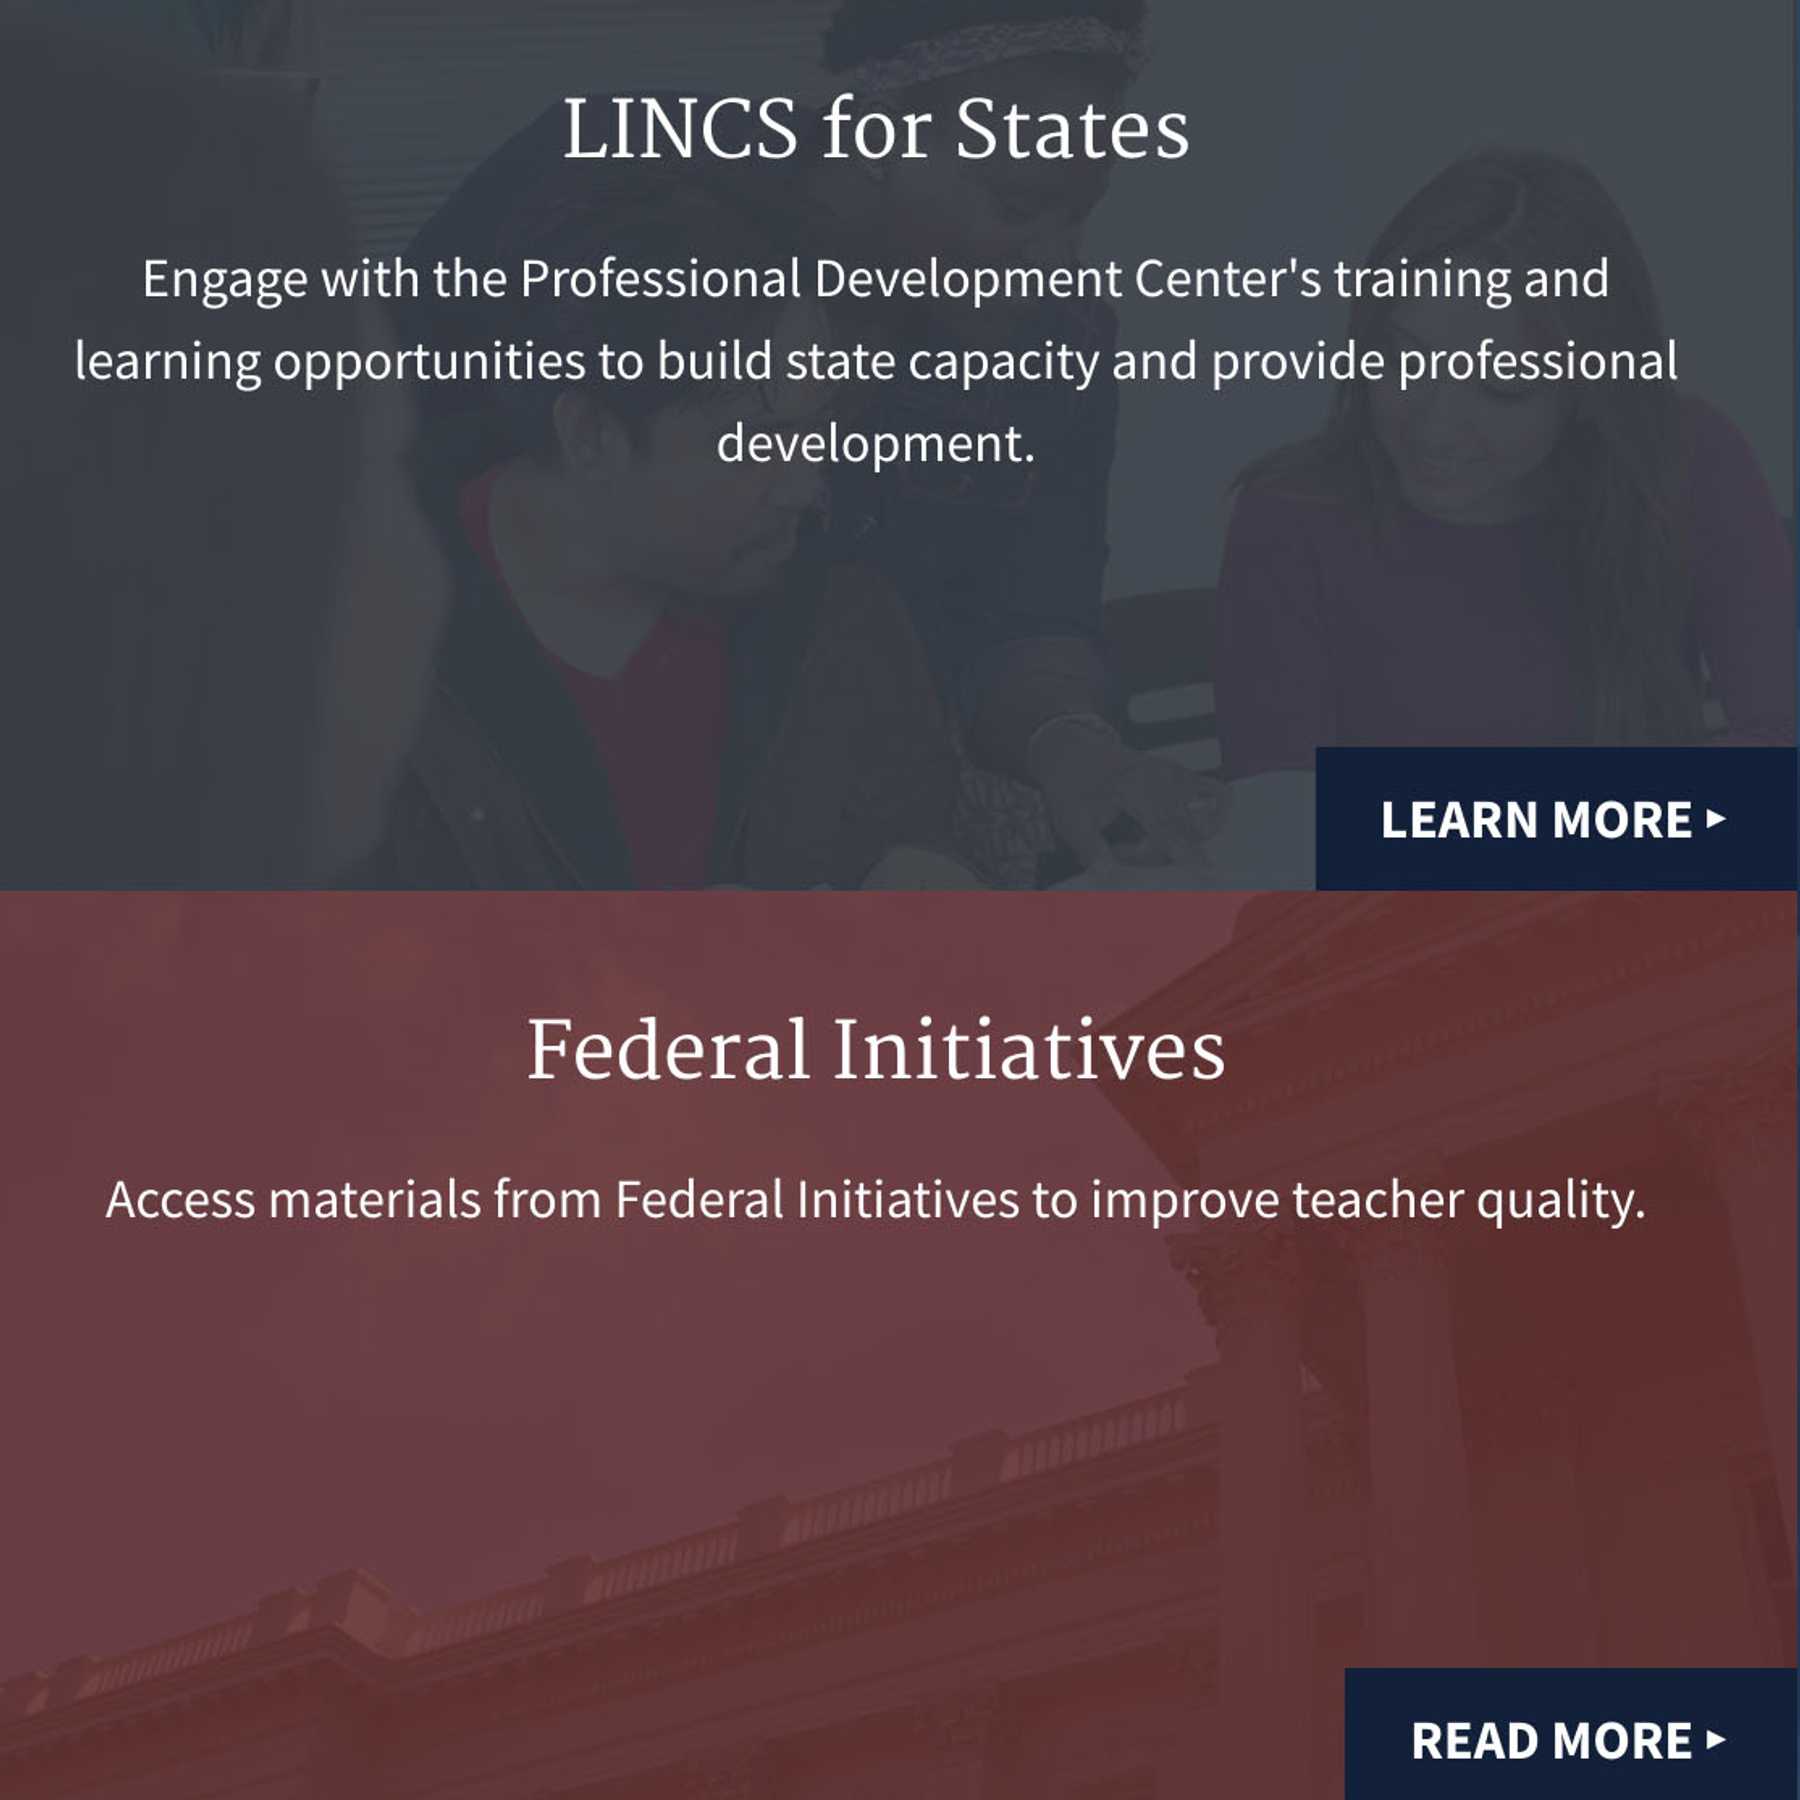 LINCS for States
Engage with the Professional Development Center's training and
learning opportunities to build state capacity and provide professional
development.
LEARN MORE ▸
Federal Initiatives
Access materials from Federal Initiatives to improve teacher quality.
READ MORE ▸